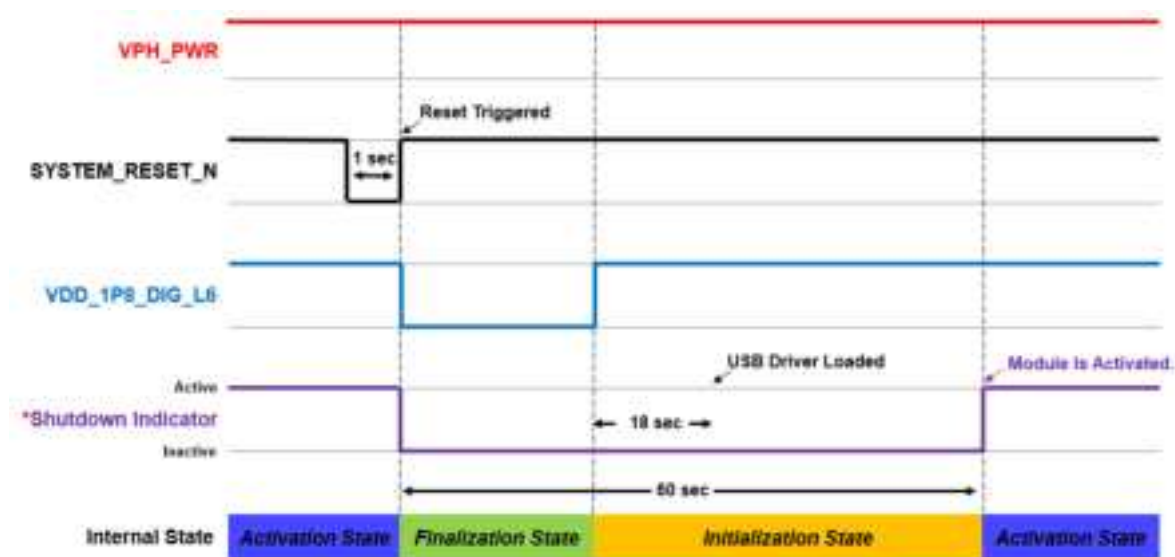 VPH_PWR
Reset Triggered
1 sec
SYSTEM_RESET_N
VDD_1P8_DIG_L6
USB Driver Loaded
Module Is Activated.
Active
*Shutdown Indicator
18 sec
Inactive
60 sec
Internal State
Activation State
Finalization State
Initialization State
Activation State